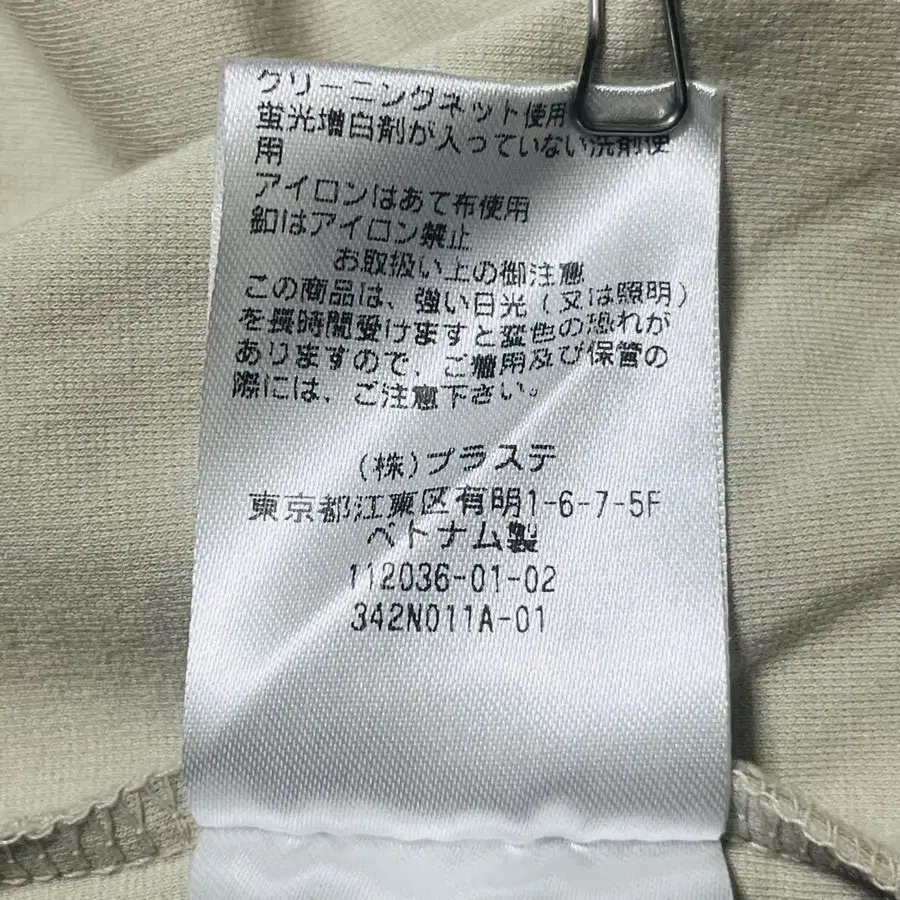 クリーニングネット使用
蛍光増白剤が入っていない洗剤使
用
アイロンはあて布使用
釦はアイロン禁止
お取扱い上の御注意
この商品は、強い日光(又は照明)
を長時間受けますと変色の恐れが
ありますので、ご着用及び保管の
際には、ご注意下さい。
(株)プラステ
東京都江東区有明1-6-7-5F
ベトナム製
112036-01-02
342N011A-01